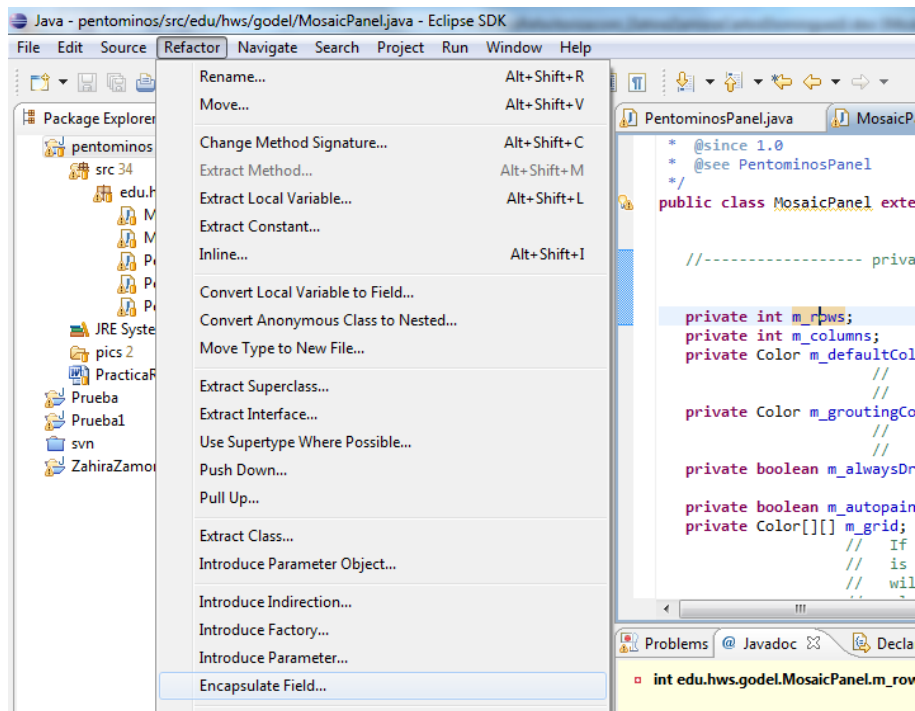 Java - pentominos/src/edu/hws/godel/MosaicPanel.java - Eclipse SDK
File Edit Source Refactor Navigate Search Project Run Window Help
Rename... Alt+Shift+R
Move... Alt+Shift+V
Change Method Signature... Alt+Shift+C
Extract Method... Alt+Shift+M
Extract Local Variable... Alt+Shift+L
Extract Constant...
Inline... Alt+Shift+I
Convert Local Variable to Field...
Convert Anonymous Class to Nested...
Move Type to New File...
Extract Superclass...
Extract Interface...
Use Supertype Where Possible...
Push Down...
Pull Up...
Extract Class...
Introduce Parameter Object...
Introduce Indirection...
Introduce Factory...
Introduce Parameter...
Encapsulate Field...
Package Explorer
pentominos
src 34
edu.h
M
M
P
P
P
JRE Syste
pics 2
PracticaR
Prueba
Prueba1
svn
ZahiraZamor
PentominosPanel.java MosaicP
* @since 1.0
* @see PentominosPanel
*/
public class MosaicPanel exte
//------------------ priva
private int m_rows;
private int m_columns;
private Color m_defaultCol
//
//
private Color m_groutingCo
//
//
private boolean m_alwaysDr
private boolean m_autopain
private Color[][] m_grid;
// If
// is
// wil
Problems @ Javadoc Decla
int edu.hws.godel.MosaicPanel.m_row